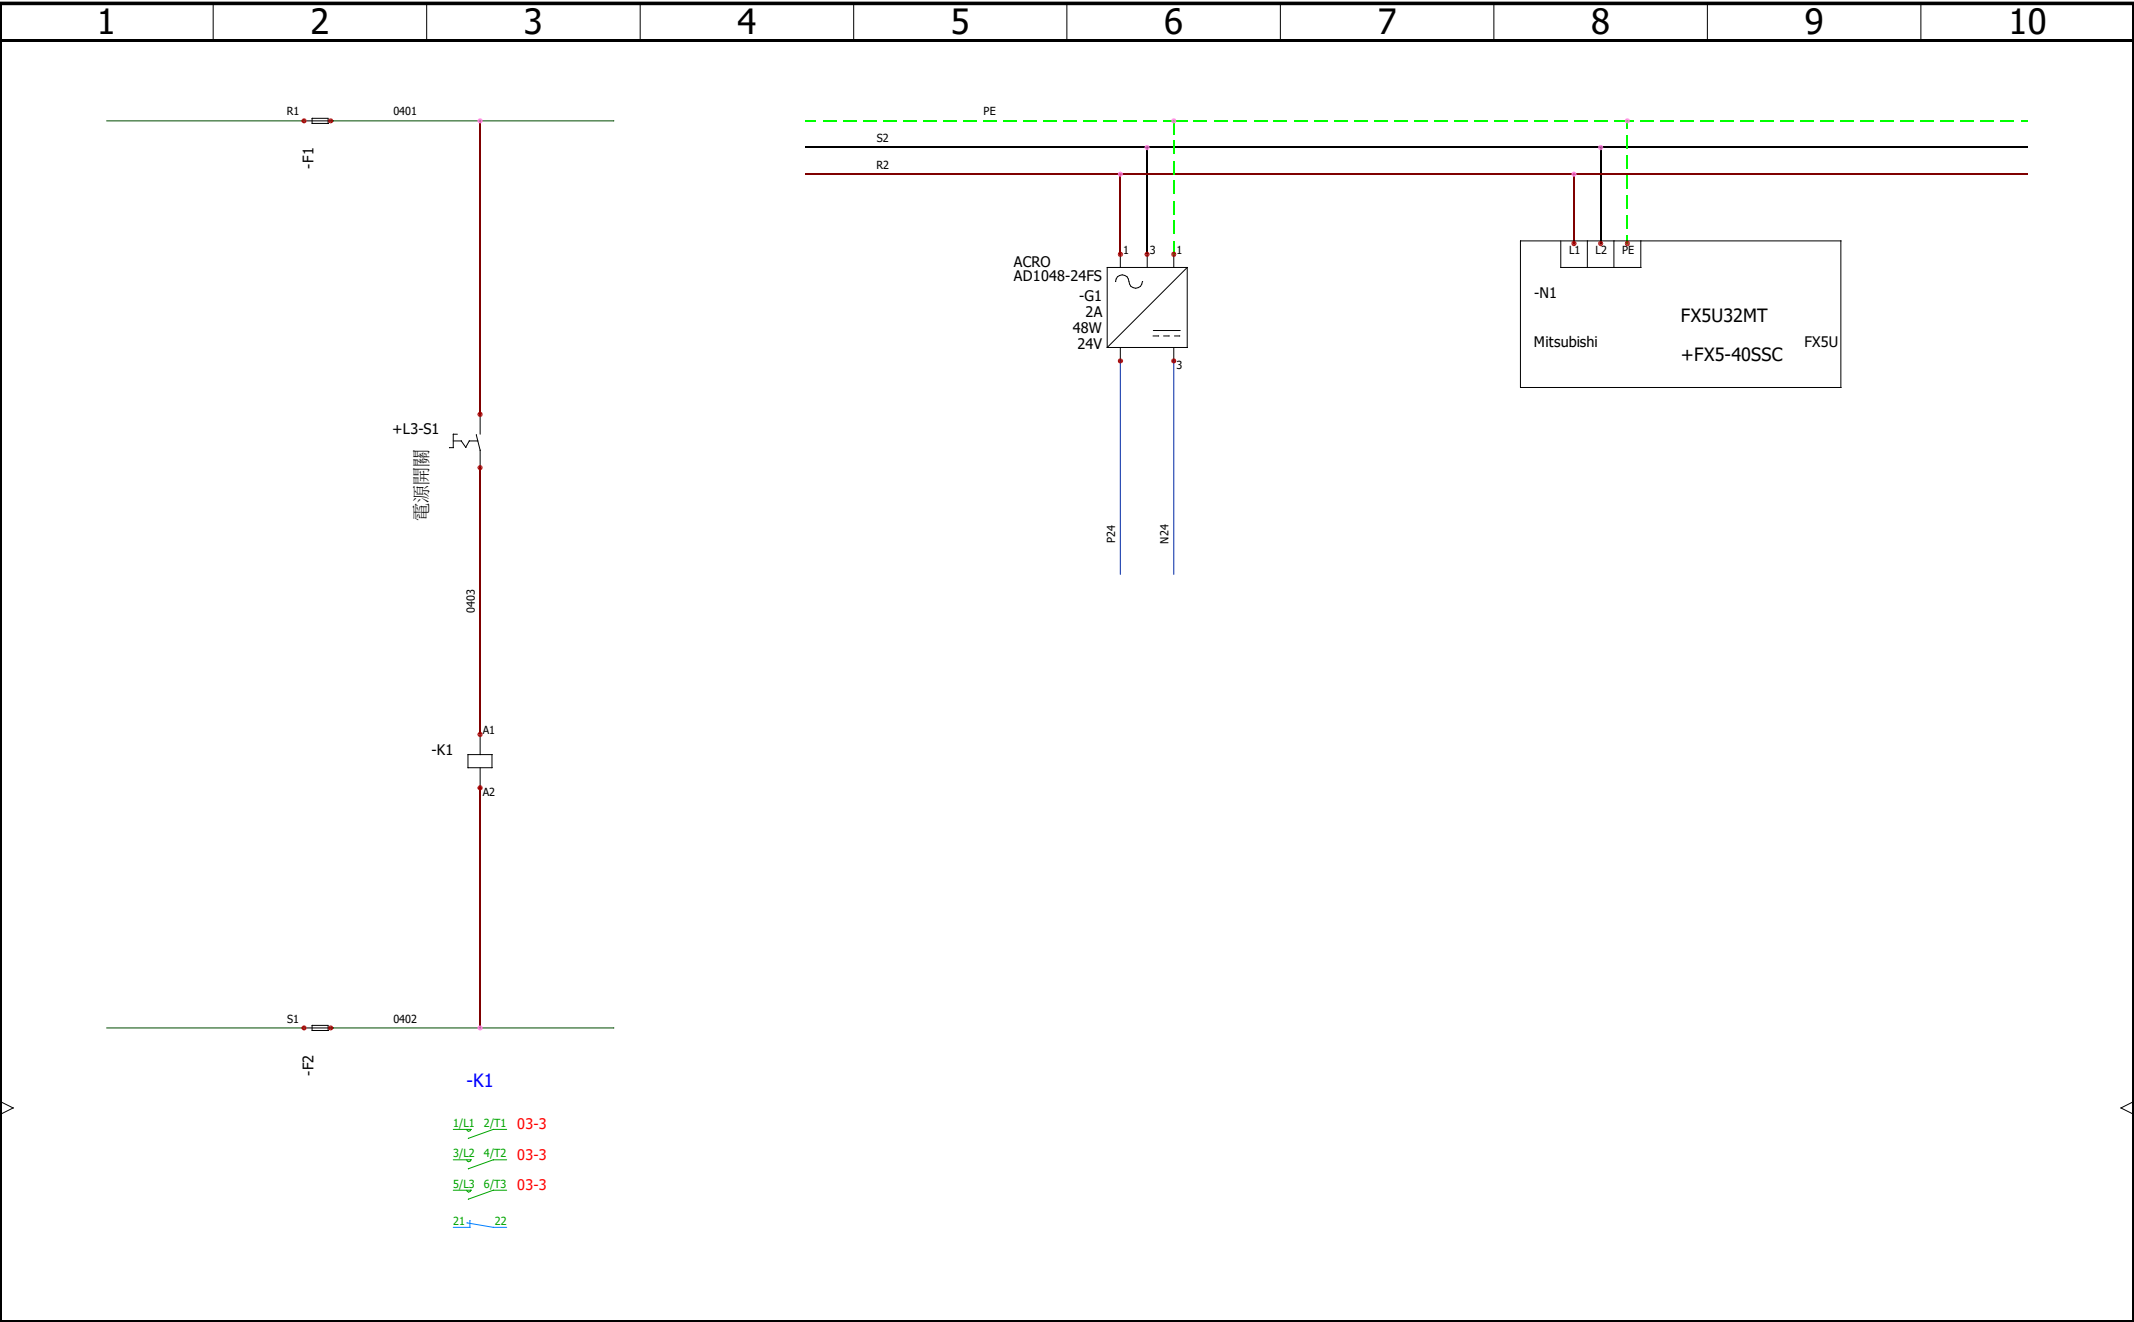 1 2 3 4 5 6 7 8 9 10
R1 0401
-F1
+L3-S1
電源開關
0403
A1
-K1
A2
S1 0402
-F2
-K1
1/L1 2/T1 03-3
3/L2 4/T2 03-3
5/L3 6/T3 03-3
21 22
PE
S2
R2
1 3 1
ACRO
AD1048-24FS
-G1
2A
48W
24V
3
P24 N24
L1 L2 PE
-N1
FX5U32MT
Mitsubishi FX5U
+FX5-40SSC